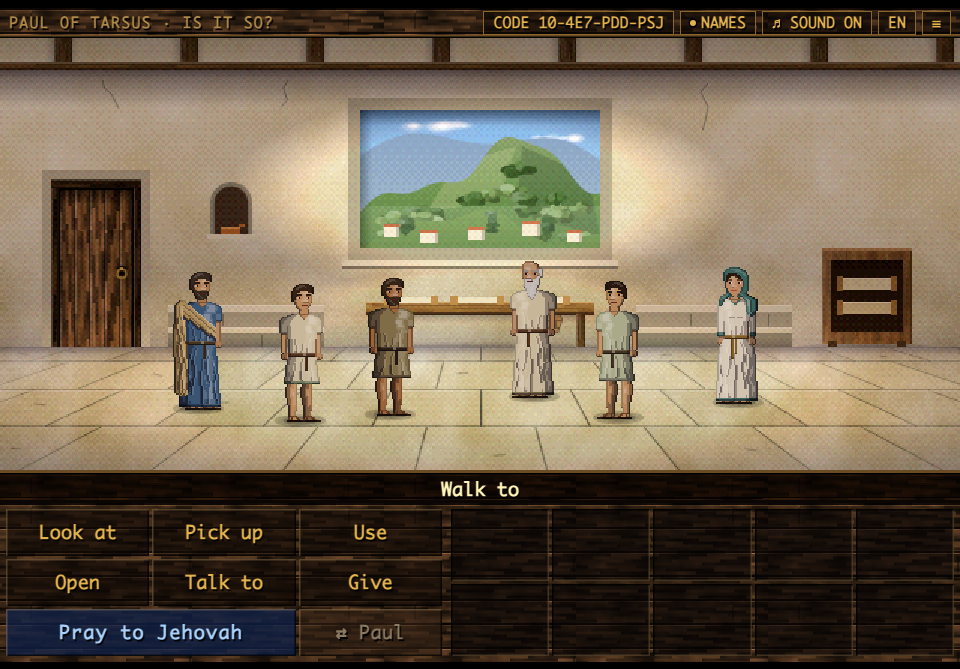 PAUL OF TARSUS · IS IT SO?
CODE 10-4E7-PDD-PSJ
● NAMES
♬ SOUND ON
EN
≡
Walk to
Look at
Pick up
Use
Open
Talk to
Give
Pray to Jehovah
⇄ Paul